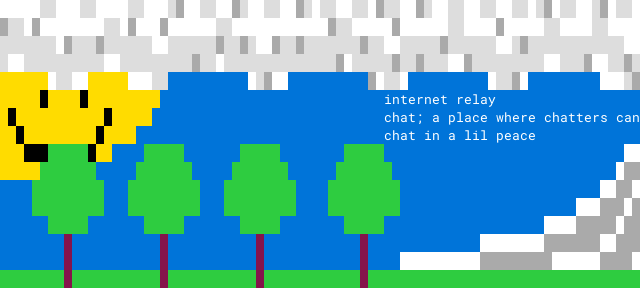 internet relay
chat; a place where chatters can
chat in a lil peace